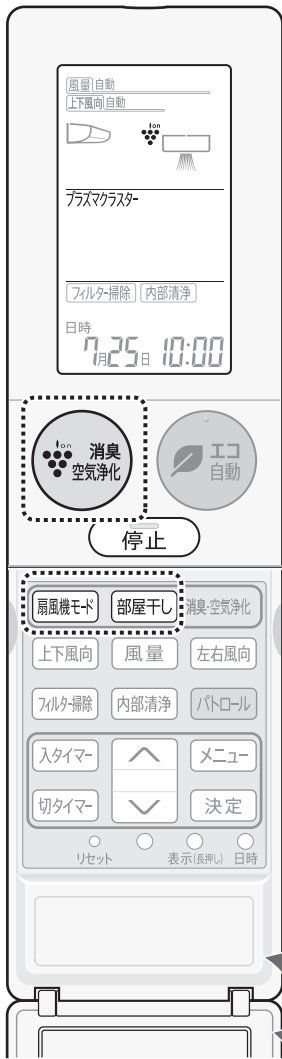 風量 自動
上下風向 自動
ion
プラズマクラスター
フィルター掃除 内部清浄
日時
7月25日 10:00
ion 消臭 空気浄化
エコ 自動
停止
扇風機モード 部屋干し 消臭・空気浄化
上下風向 風量 左右風向
フィルター掃除 内部清浄 パトロール
入タイマー メニュー
切タイマー 決定
リセット 表示(長押し) 日時